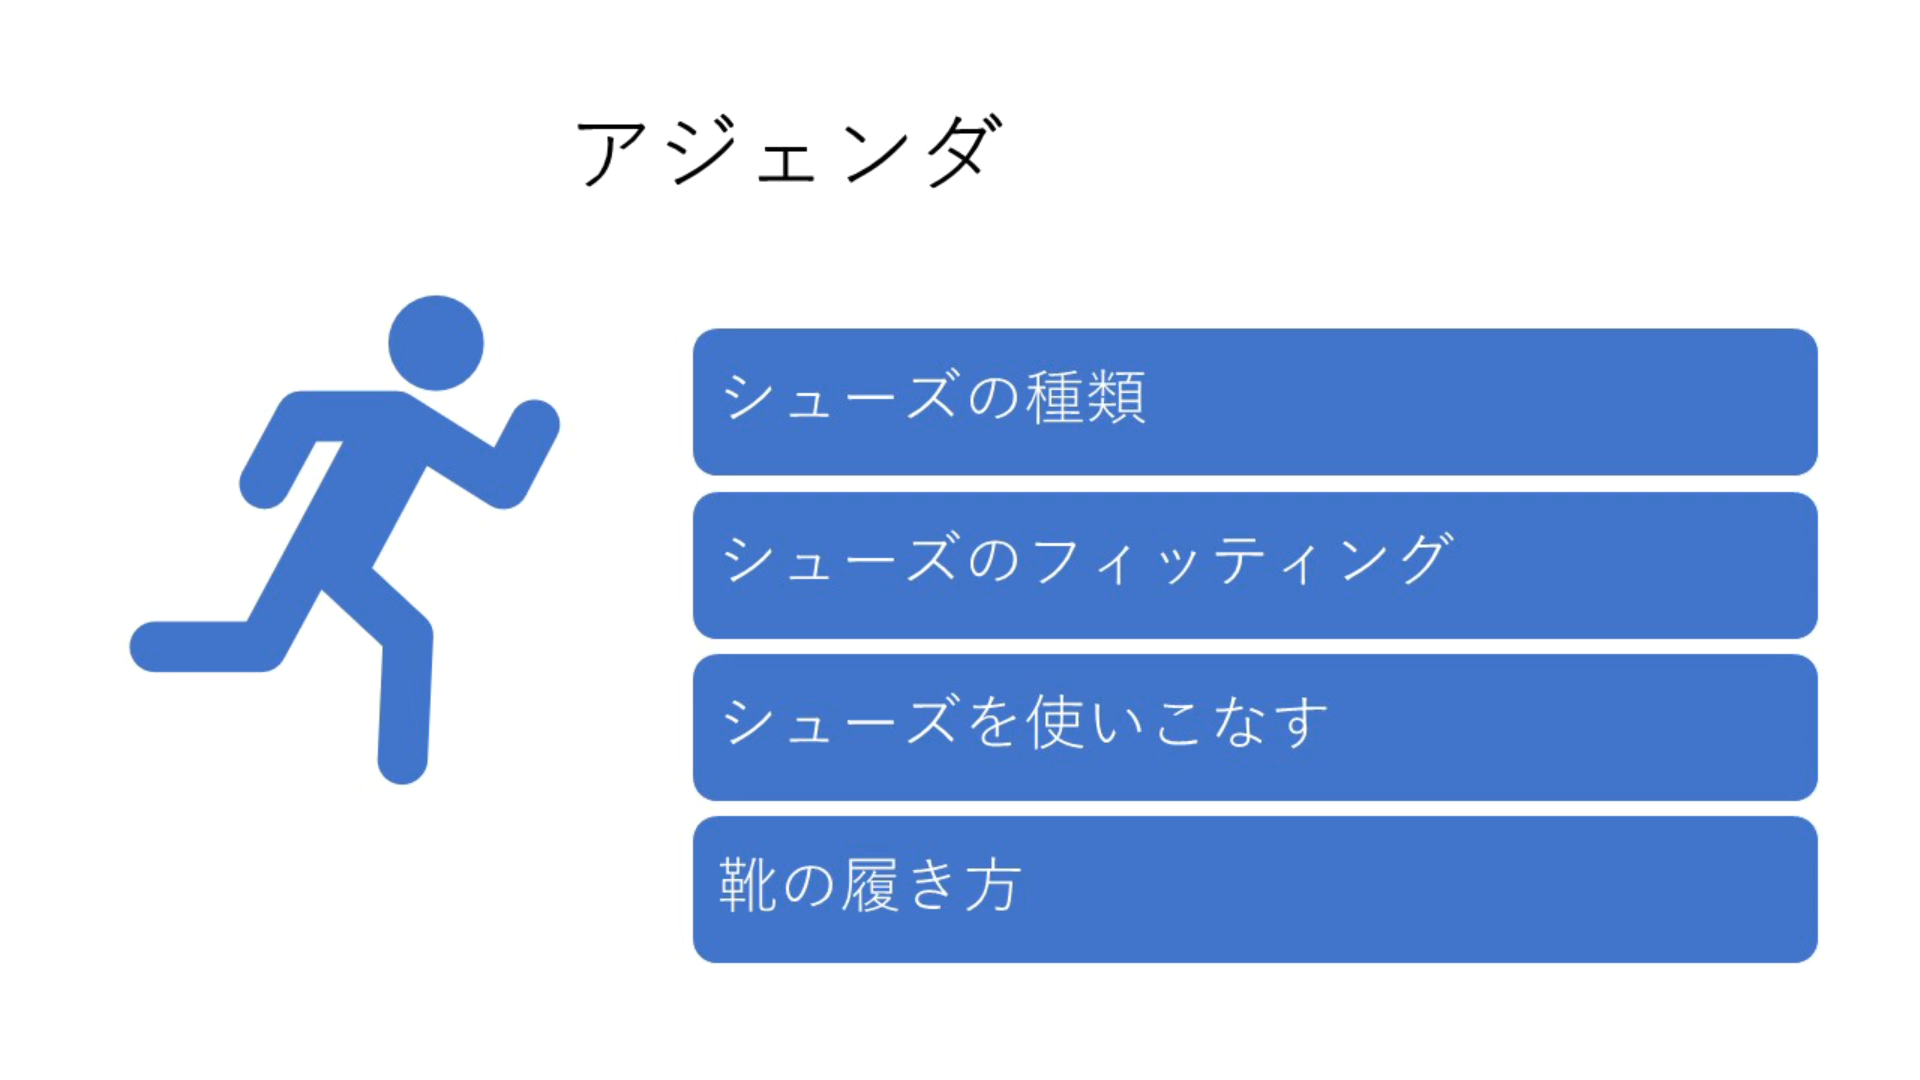 アジェンダ
シューズの種類
シューズのフィッティング
シューズを使いこなす
靴の履き方